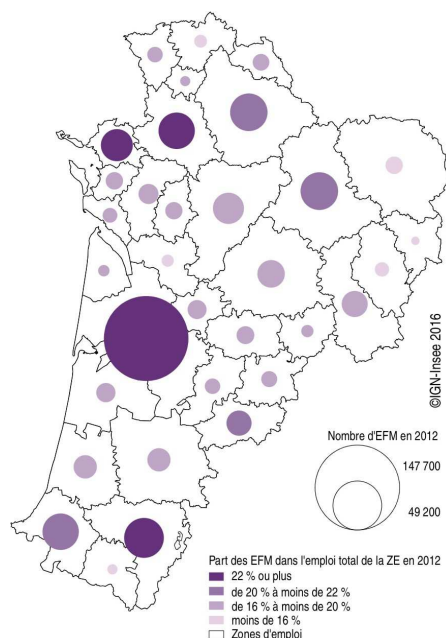 ©IGN-Insee 2016
Nombre d'EFM en 2012
147 700
49 200
Part des EFM dans l'emploi total de la ZE en 2012
22 % ou plus
de 20 % à moins de 22 %
de 16 % à moins de 20 %
moins de 16 %
Zones d'emploi